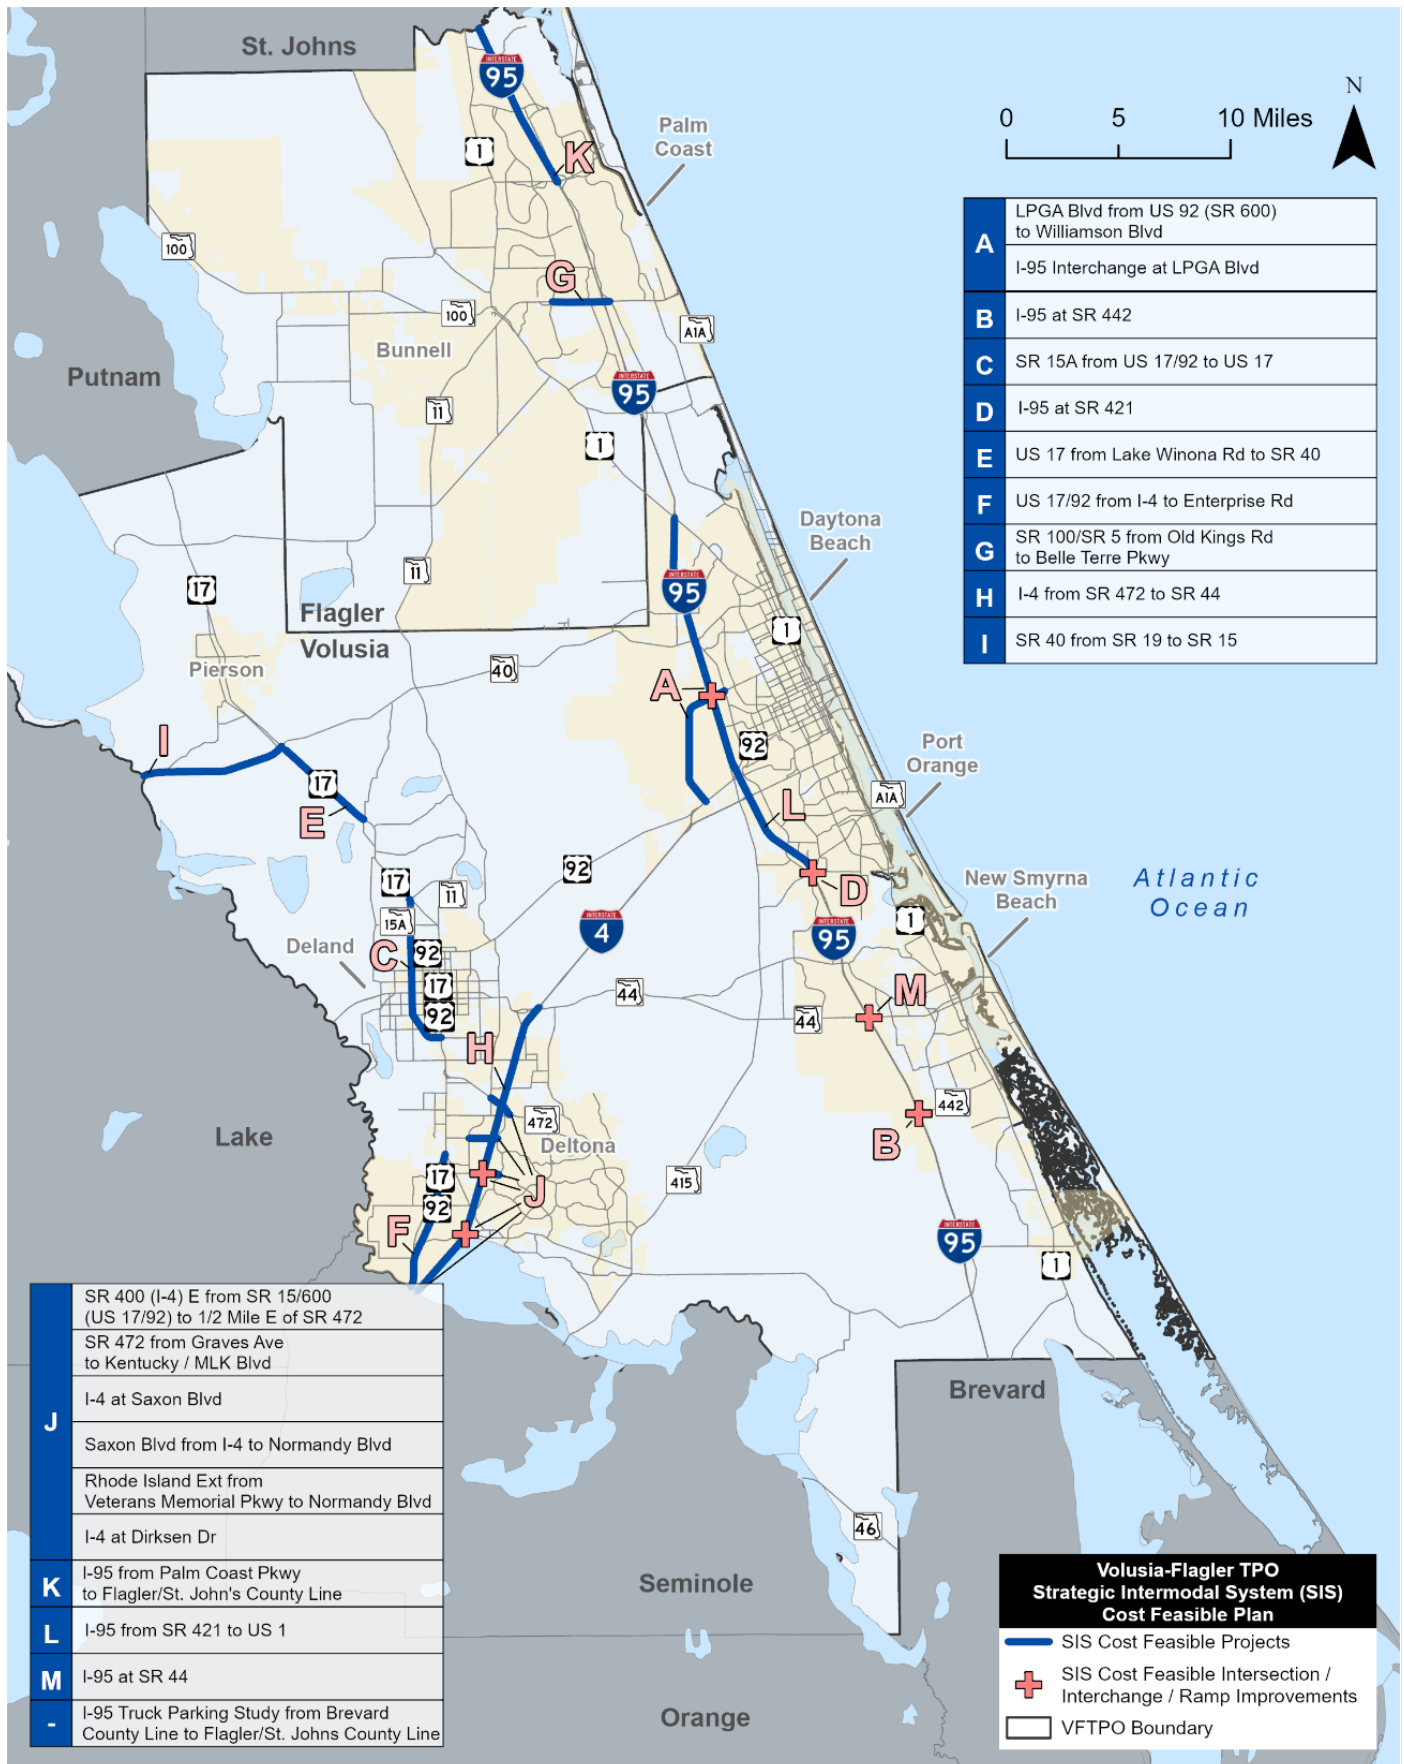 St. Johns
INTERSTATE
95
N
0 5 10 Miles
Palm
Coast
1
K
A
LPGA Blvd from US 92 (SR 600)
to Williamson Blvd
I-95 Interchange at LPGA Blvd
B
I-95 at SR 442
C
SR 15A from US 17/92 to US 17
D
I-95 at SR 421
E
US 17 from Lake Winona Rd to SR 40
F
US 17/92 from I-4 to Enterprise Rd
G
SR 100/SR 5 from Old Kings Rd
to Belle Terre Pkwy
H
I-4 from SR 472 to SR 44
I
SR 40 from SR 19 to SR 15
100
G
100
A1A
Bunnell
Putnam
INTERSTATE
95
11
1
Daytona
Beach
11
17
INTERSTATE
95
Flagler
Volusia
1
Pierson
40
A
I
92
Port
Orange
17
A1A
E
L
92
D
17
11
New Smyrna
Beach
Atlantic
Ocean
15A
1
INTERSTATE
4
INTERSTATE
95
Deland
C
92
17
92
44
M
44
H
442
472
Lake
Deltona
B
17
415
J
92
F
INTERSTATE
95
1
J
SR 400 (I-4) E from SR 15/600
(US 17/92) to 1/2 Mile E of SR 472
SR 472 from Graves Ave
to Kentucky / MLK Blvd
I-4 at Saxon Blvd
Saxon Blvd from I-4 to Normandy Blvd
Rhode Island Ext from
Veterans Memorial Pkwy to Normandy Blvd
I-4 at Dirksen Dr
K
I-95 from Palm Coast Pkwy
to Flagler/St. John's County Line
L
I-95 from SR 421 to US 1
M
I-95 at SR 44
-
I-95 Truck Parking Study from Brevard
County Line to Flagler/St. Johns County Line
Brevard
46
Seminole
Orange
Volusia-Flagler TPO
Strategic Intermodal System (SIS)
Cost Feasible Plan
SIS Cost Feasible Projects
SIS Cost Feasible Intersection /
Interchange / Ramp Improvements
VFTPO Boundary